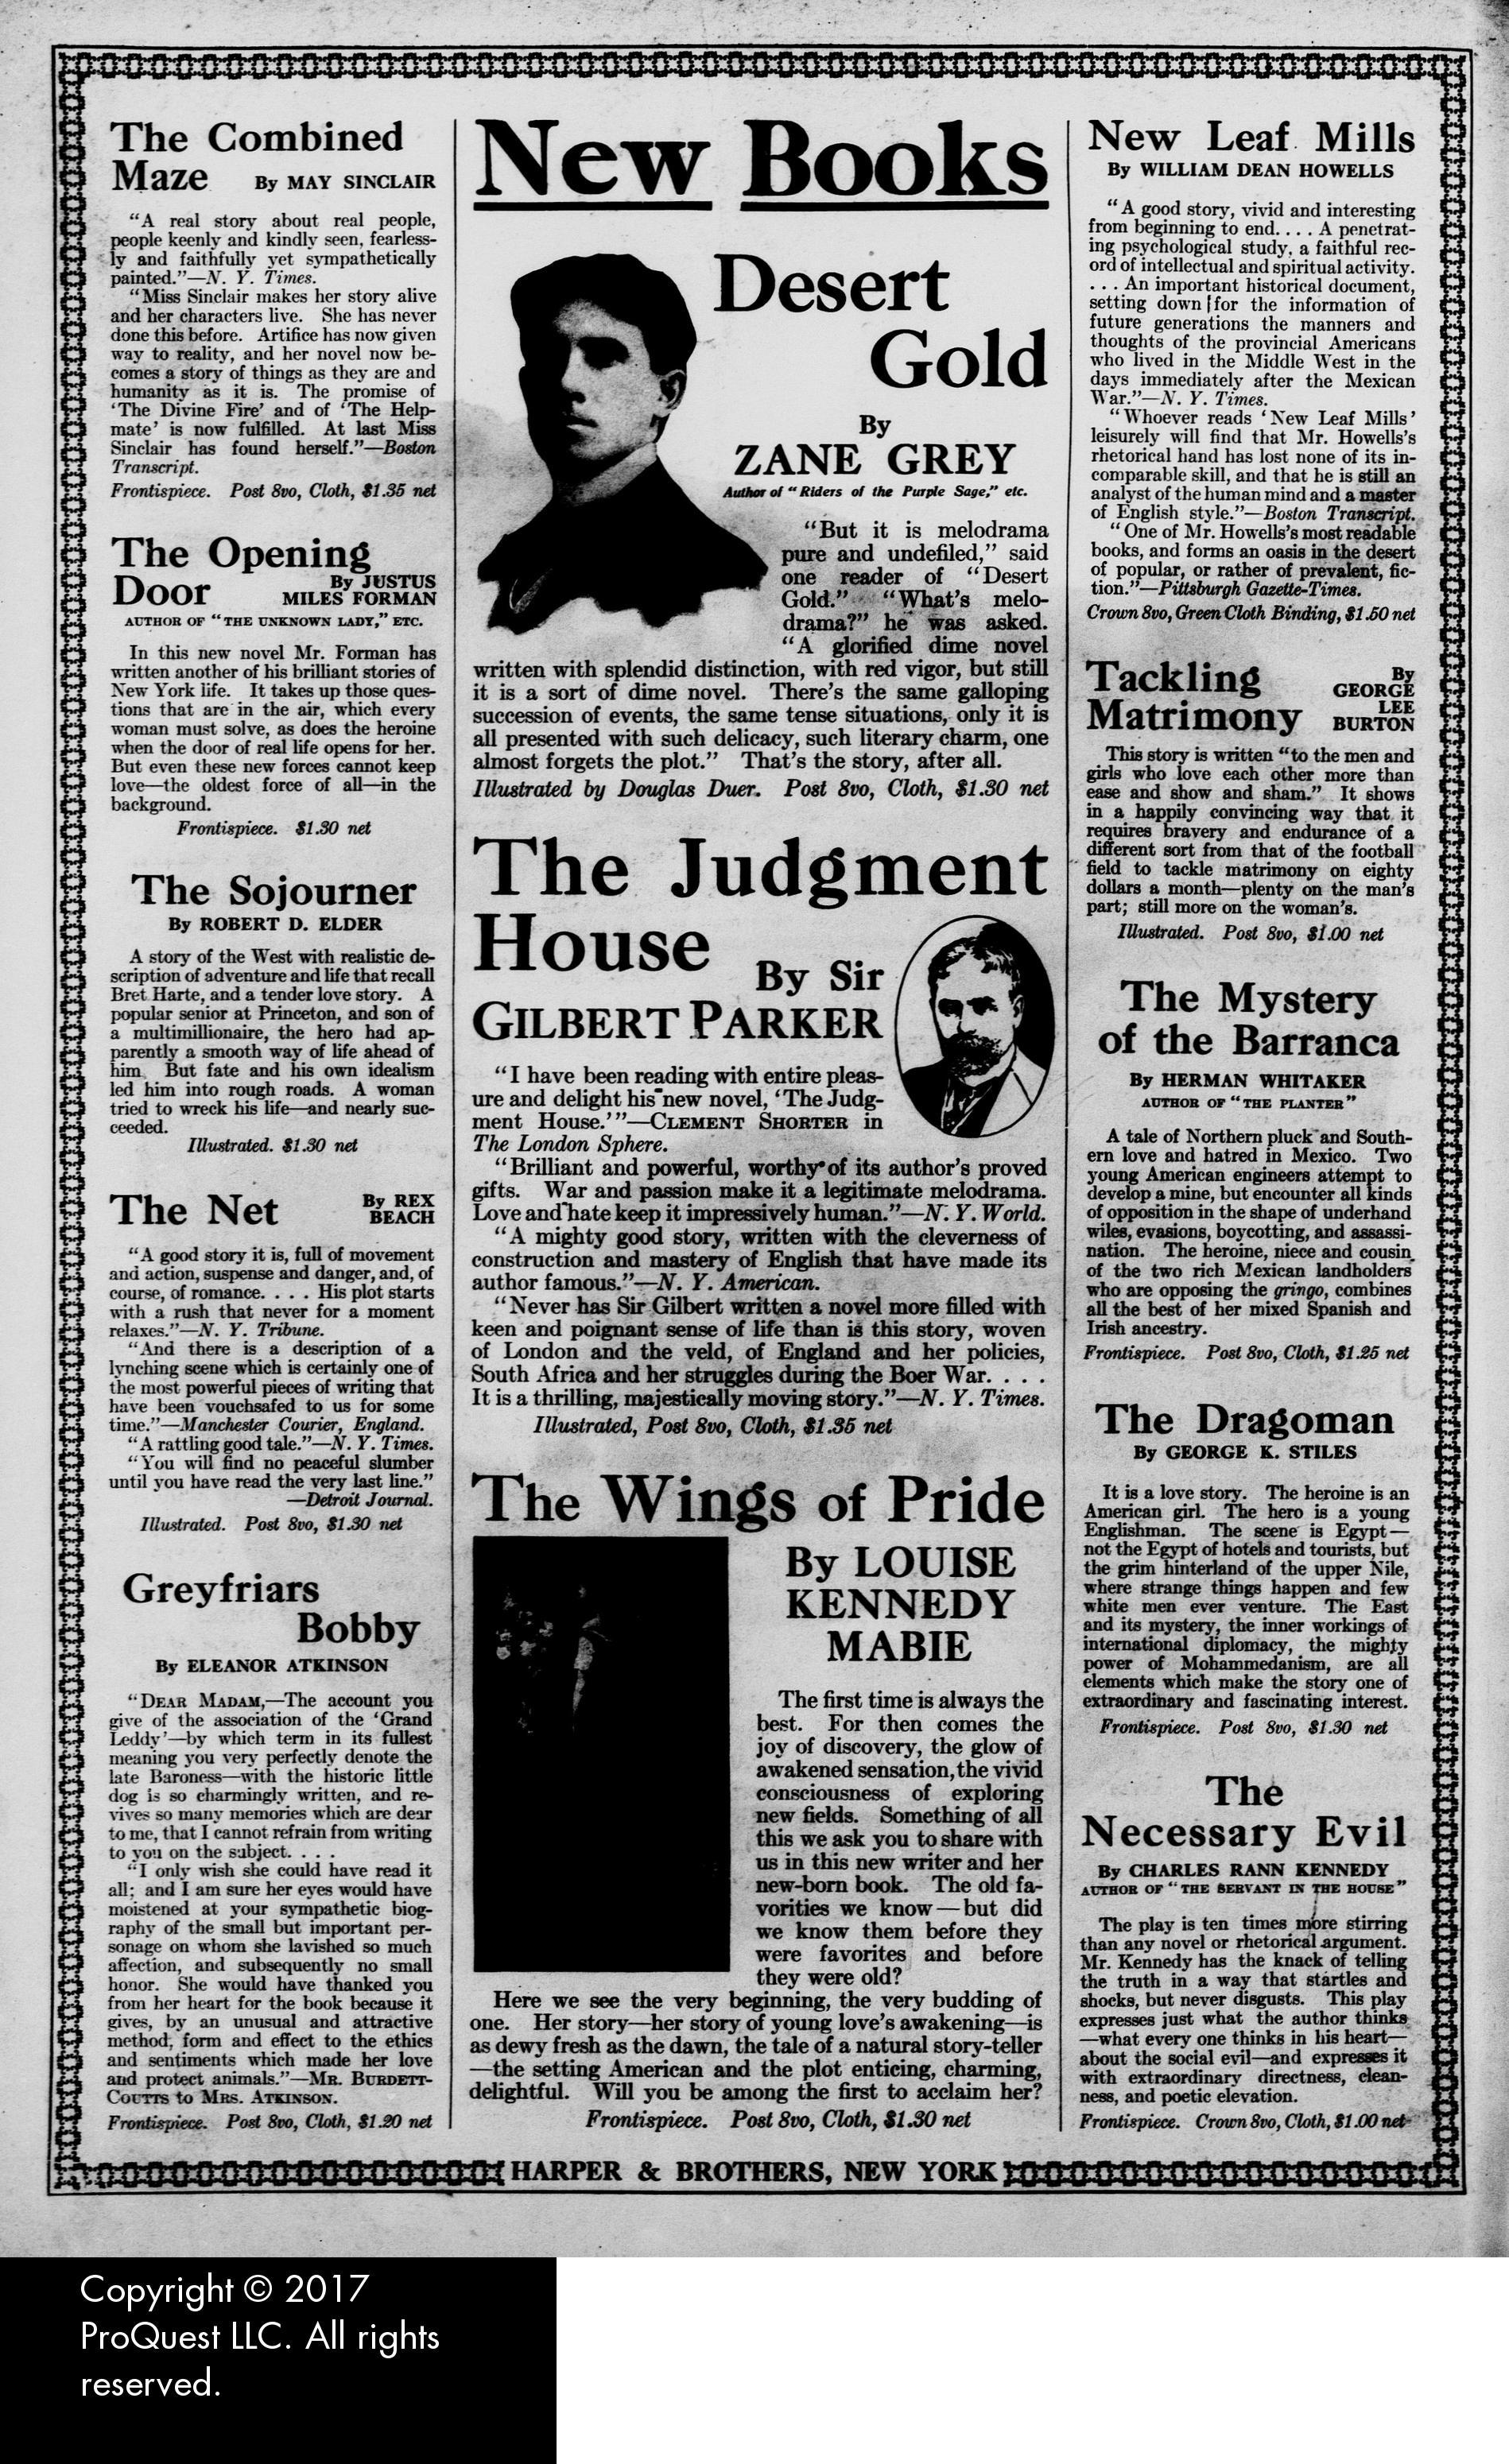 The Combined
Maze By MAY SINCLAIR
“A real story about real people,
people keenly and kindly seen, fearless-
ly and faithfully yet sympathetically
painted.”—N. Y. Times.
“Miss Sinclair makes her story alive
and her characters live. She has never
done this before. Artifice has now given
way to reality, and her novel now be-
comes a story of things as they are and
humanity as it is. The promise of
‘The Divine Fire’ and of ‘The Help-
mate’ is now fulfilled. At last Miss
Sinclair has found herself.”—Boston
Transcript.
Frontispiece. Post 8vo, Cloth, $1.35 net
The Opening
Door By JUSTUS
MILES FORMAN
AUTHOR OF “THE UNKNOWN LADY,” ETC.
In this new novel Mr. Forman has
written another of his brilliant stories of
New York life. It takes up those ques-
tions that are in the air, which every
woman must solve, as does the heroine
when the door of real life opens for her.
But even these new forces cannot keep
love—the oldest force of all—in the
background.
Frontispiece. $1.30 net
The Sojourner
By ROBERT D. ELDER
A story of the West with realistic de-
scription of adventure and life that recall
Bret Harte, and a tender love story. A
popular senior at Princeton, and son of
a multimillionaire, the hero had ap-
parently a smooth way of life ahead of
him. But fate and his own idealism
led him into rough roads. A woman
tried to wreck his life—and nearly suc-
ceeded.
Illustrated. $1.30 net
The Net By REX
BEACH
“A good story it is, full of movement
and action, suspense and danger, and, of
course, of romance. . . . His plot starts
with a rush that never for a moment
relaxes.”—N. Y. Tribune.
“And there is a description of a
lynching scene which is certainly one of
the most powerful pieces of writing that
have been vouchsafed to us for some
time.”—Manchester Courier, England.
“A rattling good tale.”—N. Y. Times.
“You will find no peaceful slumber
until you have read the very last line.”
—Detroit Journal.
Illustrated. Post 8vo, $1.30 net
Greyfriars
Bobby
By ELEANOR ATKINSON
“DEAR MADAM,—The account you
give of the association of the ‘Grand
Leddy’—by which term in its fullest
meaning you very perfectly denote the
late Baroness—with the historic little
dog is so charmingly written, and re-
vives so many memories which are dear
to me, that I cannot refrain from writing
to you on the subject. . . .
“I only wish she could have read it
all; and I am sure her eyes would have
moistened at your sympathetic biog-
raphy of the small but important per-
sonage on whom she lavished so much
affection, and subsequently no small
honor. She would have thanked you
from her heart for the book because it
gives, by an unusual and attractive
method, form and effect to the ethics
and sentiments which made her love
and protect animals.”—MR. BURDETT-
COUTTS to MRS. ATKINSON.
Frontispiece. Post 8vo, Cloth, $1.20 net
New Books
Desert
Gold
By
ZANE GREY
Author of “Riders of the Purple Sage,” etc.
“But it is melodrama
pure and undefiled,” said
one reader of “Desert
Gold.” “What’s melo-
drama?” he was asked.
“A glorified dime novel
written with splendid distinction, with red vigor, but still
it is a sort of dime novel. There’s the same galloping
succession of events, the same tense situations, only it is
all presented with such delicacy, such literary charm, one
almost forgets the plot.” That’s the story, after all.
Illustrated by Douglas Duer. Post 8vo, Cloth, $1.30 net
The Judgment
House By Sir
GILBERT PARKER
“I have been reading with entire pleas-
ure and delight his new novel, ‘The Judg-
ment House.’”—CLEMENT SHORTER in
The London Sphere.
“Brilliant and powerful, worthy of its author’s proved
gifts. War and passion make it a legitimate melodrama.
Love and hate keep it impressively human.”—N. Y. World.
“A mighty good story, written with the cleverness of
construction and mastery of English that have made its
author famous.”—N. Y. American.
“Never has Sir Gilbert written a novel more filled with
keen and poignant sense of life than is this story, woven
of London and the veld, of England and her policies,
South Africa and her struggles during the Boer War. . . .
It is a thrilling, majestically moving story.”—N. Y. Times.
Illustrated, Post 8vo, Cloth, $1.35 net
The Wings of Pride
By LOUISE
KENNEDY
MABIE
The first time is always the
best. For then comes the
joy of discovery, the glow of
awakened sensation, the vivid
consciousness of exploring
new fields. Something of all
this we ask you to share with
us in this new writer and her
new-born book. The old fa-
vorities we know—but did
we know them before they
were favorites and before
they were old?
Here we see the very beginning, the very budding of
one. Her story—her story of young love’s awakening—is
as dewy fresh as the dawn, the tale of a natural story-teller
—the setting American and the plot enticing, charming,
delightful. Will you be among the first to acclaim her?
Frontispiece. Post 8vo, Cloth, $1.30 net
New Leaf Mills
By WILLIAM DEAN HOWELLS
“A good story, vivid and interesting
from beginning to end. . . . A penetrat-
ing psychological study, a faithful rec-
ord of intellectual and spiritual activity.
. . . An important historical document,
setting down for the information of
future generations the manners and
thoughts of the provincial Americans
who lived in the Middle West in the
days immediately after the Mexican
War.”—N. Y. Times.
“Whoever reads ‘New Leaf Mills’
leisurely will find that Mr. Howells’s
rhetorical hand has lost none of its in-
comparable skill, and that he is still an
analyst of the human mind and a master
of English style.”—Boston Transcript.
“One of Mr. Howells’s most readable
books, and forms an oasis in the desert
of popular, or rather of prevalent, fic-
tion.”—Pittsburgh Gazette-Times.
Crown 8vo, Green Cloth Binding, $1.50 net
Tackling
Matrimony By
GEORGE
LEE
BURTON
This story is written “to the men and
girls who love each other more than
ease and show and sham.” It shows
in a happily convincing way that it
requires bravery and endurance of a
different sort from that of the football
field to tackle matrimony on eighty
dollars a month—plenty on the man’s
part; still more on the woman’s.
Illustrated. Post 8vo, $1.00 net
The Mystery
of the Barranca
By HERMAN WHITAKER
AUTHOR OF “THE PLANTER”
A tale of Northern pluck and South-
ern love and hatred in Mexico. Two
young American engineers attempt to
develop a mine, but encounter all kinds
of opposition in the shape of underhand
wiles, evasions, boycotting, and assassi-
nation. The heroine, niece and cousin
of the two rich Mexican landholders
who are opposing the gringo, combines
all the best of her mixed Spanish and
Irish ancestry.
Frontispiece. Post 8vo, Cloth, $1.25 net
The Dragoman
By GEORGE K. STILES
It is a love story. The heroine is an
American girl. The hero is a young
Englishman. The scene is Egypt—
not the Egypt of hotels and tourists, but
the grim hinterland of the upper Nile,
where strange things happen and few
white men ever venture. The East
and its mystery, the inner workings of
international diplomacy, the mighty
power of Mohammedanism, are all
elements which make the story one of
extraordinary and fascinating interest.
Frontispiece. Post 8vo, $1.30 net
The
Necessary Evil
By CHARLES RANN KENNEDY
AUTHOR OF “THE SERVANT IN THE HOUSE”
The play is ten times more stirring
than any novel or rhetorical argument.
Mr. Kennedy has the knack of telling
the truth in a way that startles and
shocks, but never disgusts. This play
expresses just what the author thinks
—what every one thinks in his heart—
about the social evil—and expresses it
with extraordinary directness, clean-
ness, and poetic elevation.
Frontispiece. Crown 8vo, Cloth, $1.00 net
HARPER & BROTHERS, NEW YORK
Copyright © 2017
ProQuest LLC. All rights
reserved.